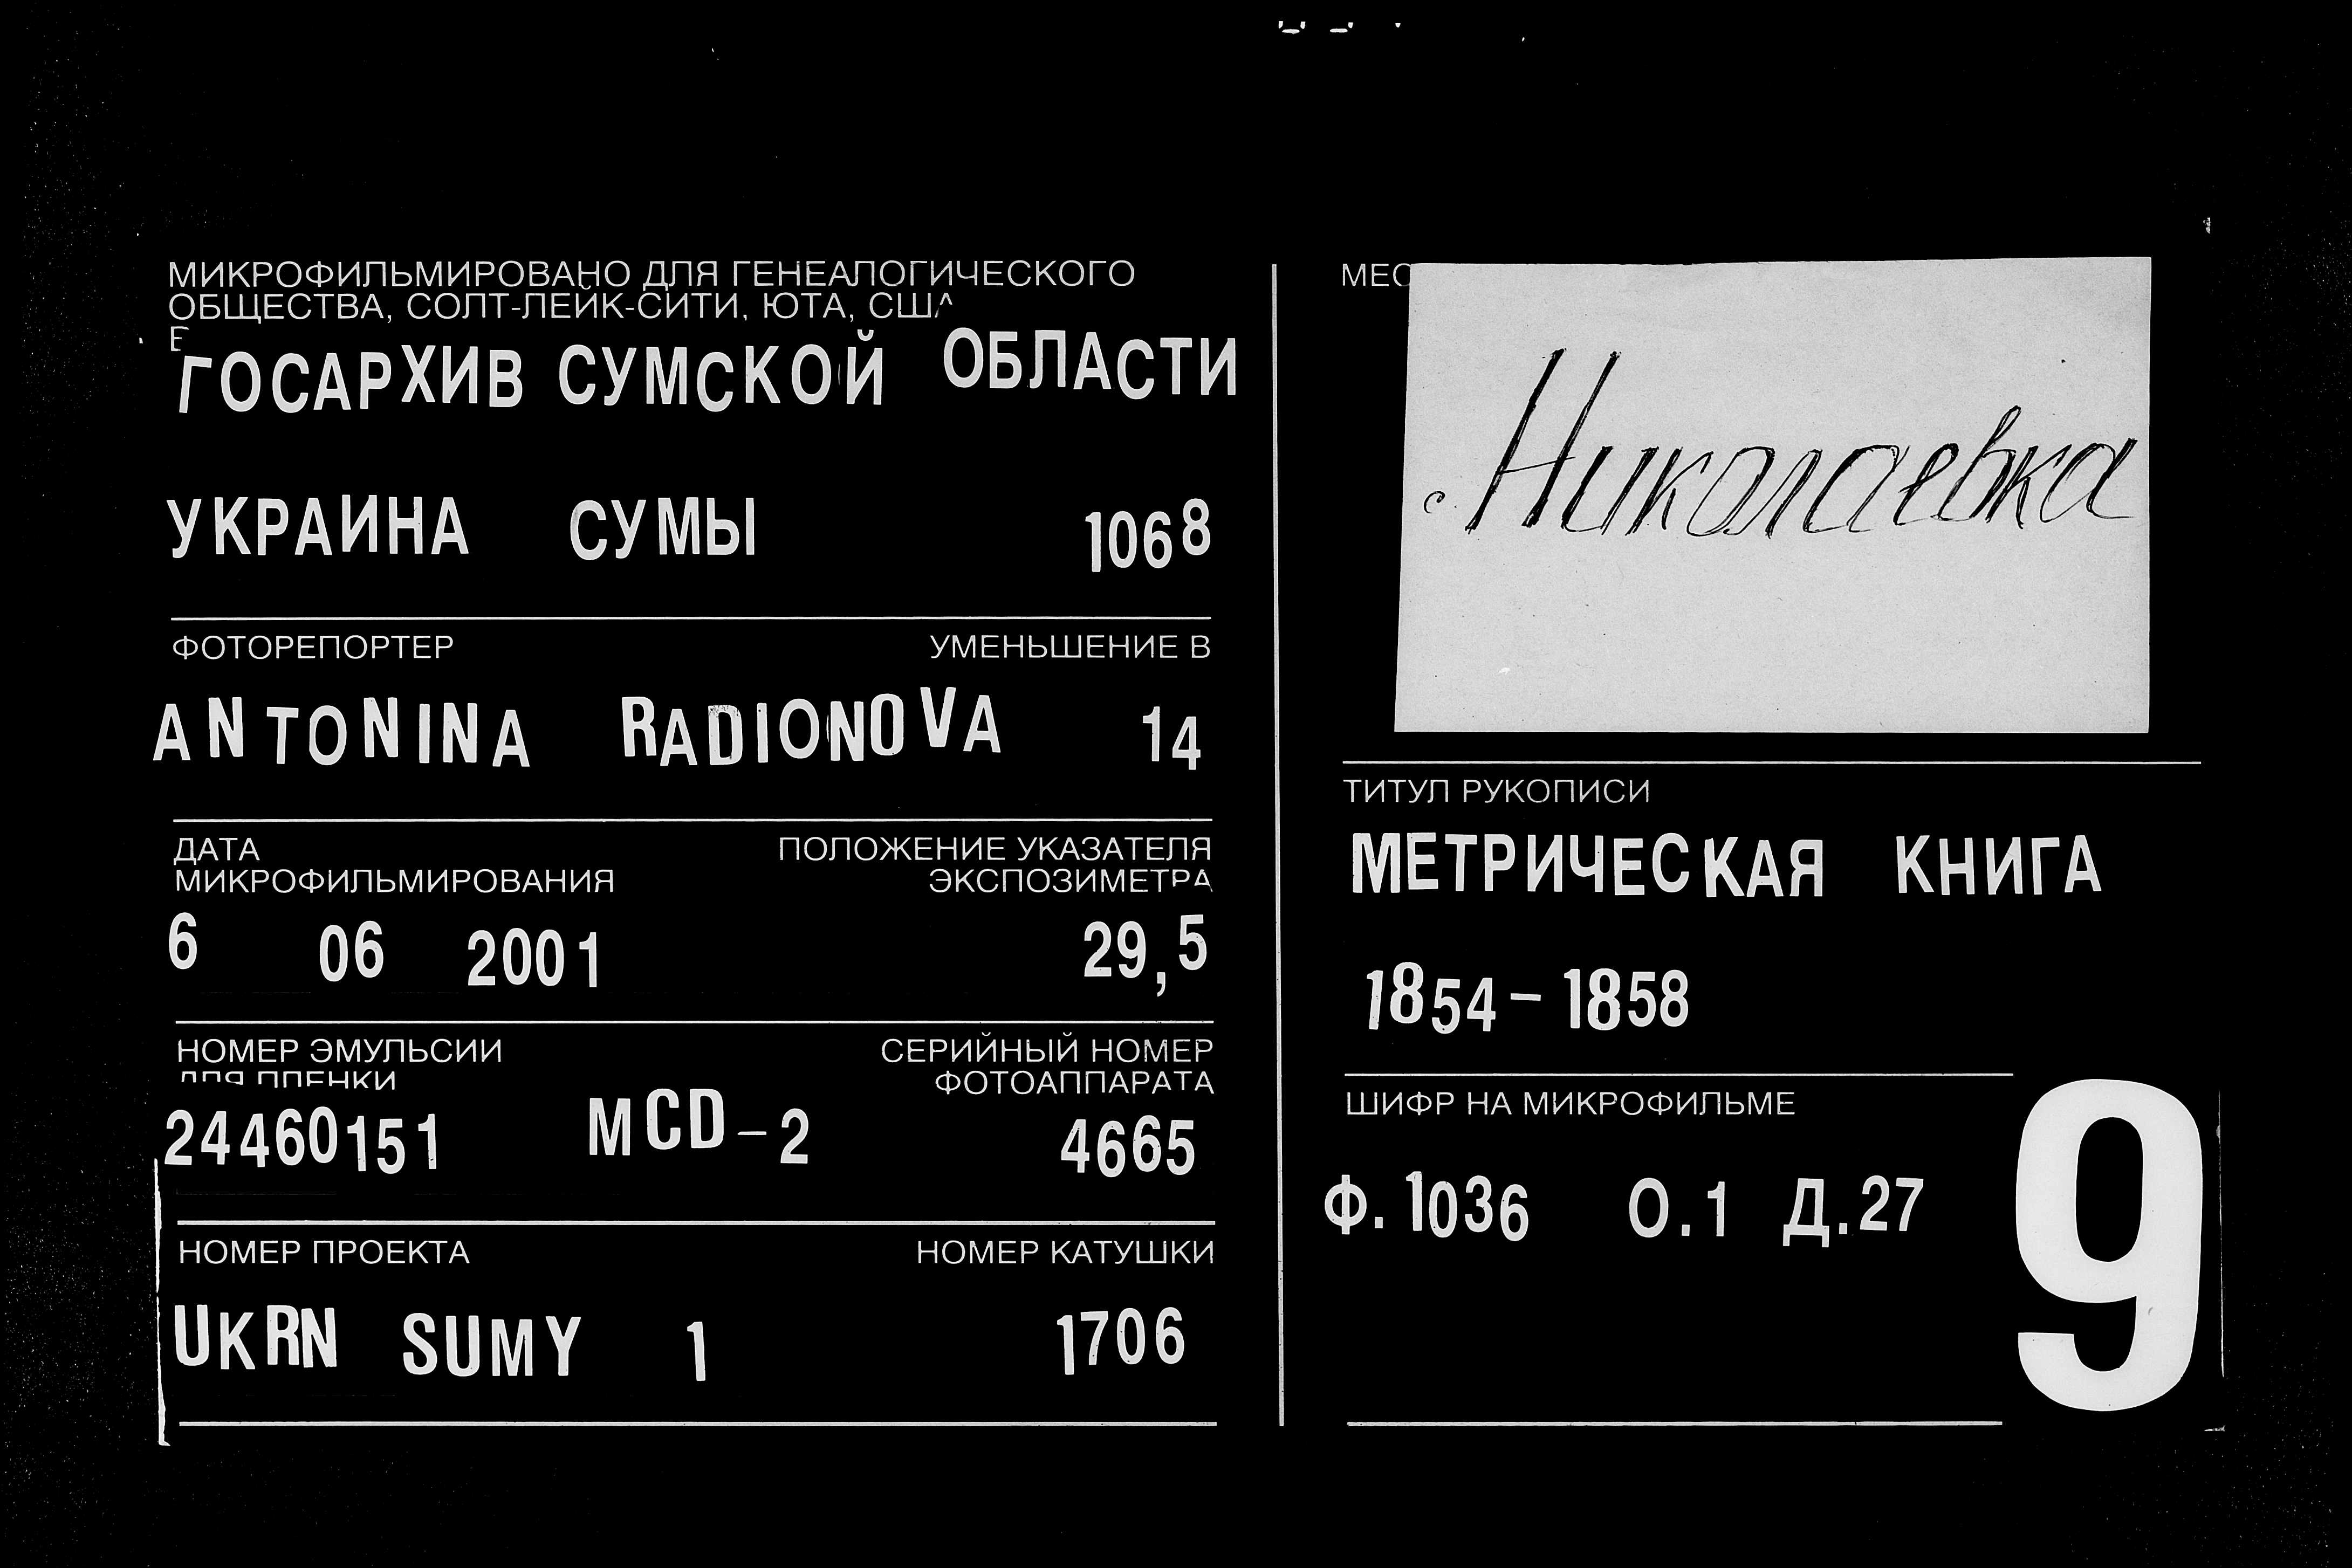 МИКРОФИЛЬМИРОВАНО ДЛЯ ГЕНЕАЛОГИЧЕСКОГО
ОБЩЕСТВА, СОЛТ-ЛЕЙК-СИТИ, ЮТА, США
В
ГОСАРХИВ СУМСКОЙ ОБЛАСТИ
УКРАИНА СУМЫ 1068
ФОТОРЕПОРТЕР УМЕНЬШЕНИЕ В
ANTONINA RADIONOVA 14
ДАТА ПОЛОЖЕНИЕ УКАЗАТЕЛЯ
МИКРОФИЛЬМИРОВАНИЯ ЭКСПОЗИМЕТРА
6 06 2001 29,5
НОМЕР ЭМУЛЬСИИ СЕРИЙНЫЙ НОМЕР
ДЛЯ ПЛЕНКИ ФОТОАППАРАТА
24460151 MCD-2 4665
НОМЕР ПРОЕКТА НОМЕР КАТУШКИ
UKRN SUMY 1 1706
с. Николаевка
ТИТУЛ РУКОПИСИ
МЕТРИЧЕСКАЯ КНИГА
1854-1858
ШИФР НА МИКРОФИЛЬМЕ
Ф. 1036 О.1 Д.27
9